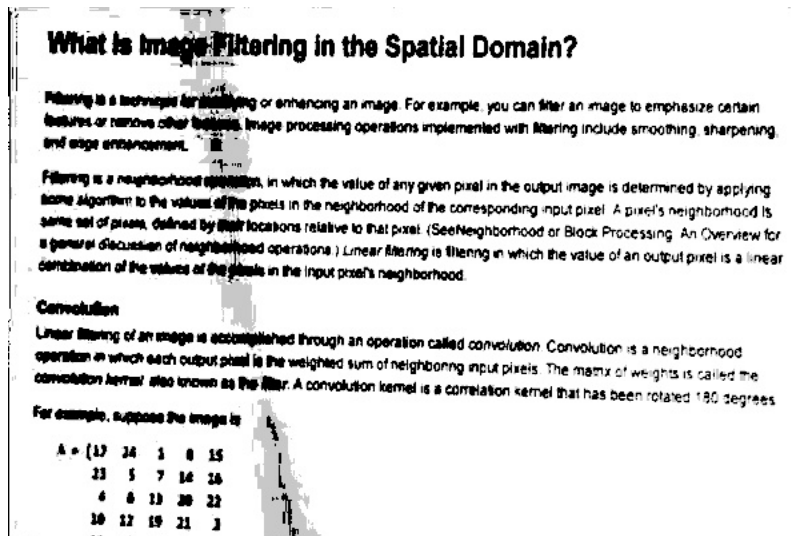 What Is Image Filtering in the Spatial Domain?
Filtering is a technique for modifying or enhancing an image. For example, you can filter an image to emphasize certain
features or remove other features. Image processing operations implemented with filtering include smoothing, sharpening,
and edge enhancement.
Filtering is a neighborhood operation, in which the value of any given pixel in the output image is determined by applying
some algorithm to the values of the pixels in the neighborhood of the corresponding input pixel. A pixel's neighborhood is
some set of pixels, defined by their locations relative to that pixel. (SeeNeighborhood or Block Processing: An Overview for
a general discussion of neighborhood operations.) Linear filtering is filtering in which the value of an output pixel is a linear
combination of the values of the pixels in the input pixel's neighborhood.
Convolution
Linear filtering of an image is accomplished through an operation called convolution. Convolution is a neighborhood
operation in which each output pixel is the weighted sum of neighboring input pixels. The matrix of weights is called the
convolution kernel, also known as the filter. A convolution kernel is a correlation kernel that has been rotated 180 degrees.
For example, suppose the image is
A = [17 24 1 8 15
23 5 7 14 16
4 6 13 20 22
10 12 19 21 3